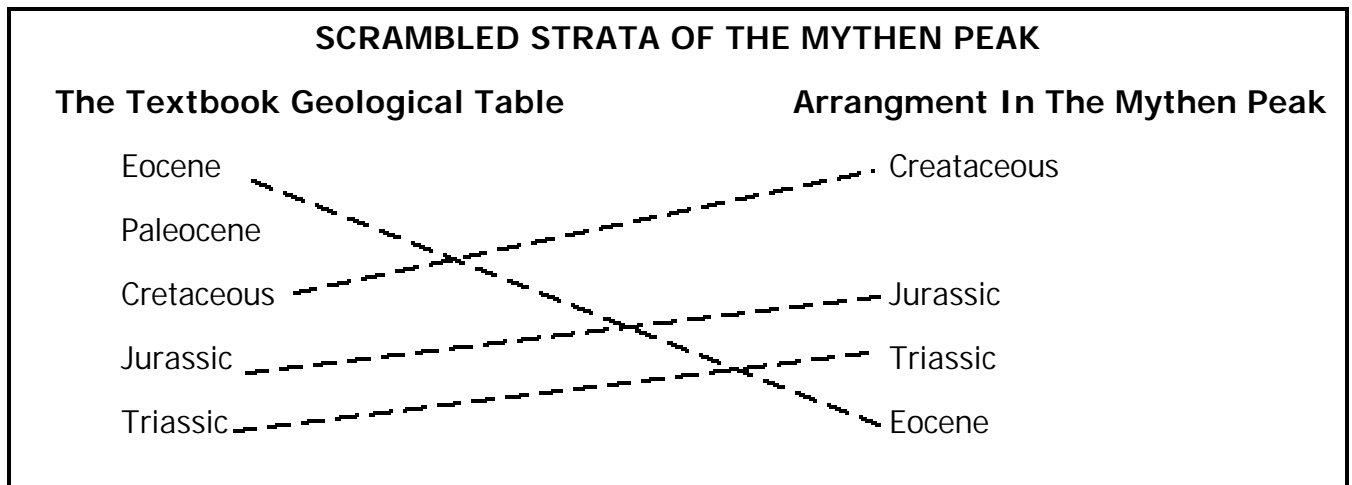 SCRAMBLED STRATA OF THE MYTHEN PEAK
The Textbook Geological Table Arrangment In The Mythen Peak
Eocene Creataceous
Paleocene
Cretaceous Jurassic
Jurassic Triassic
Triassic Eocene